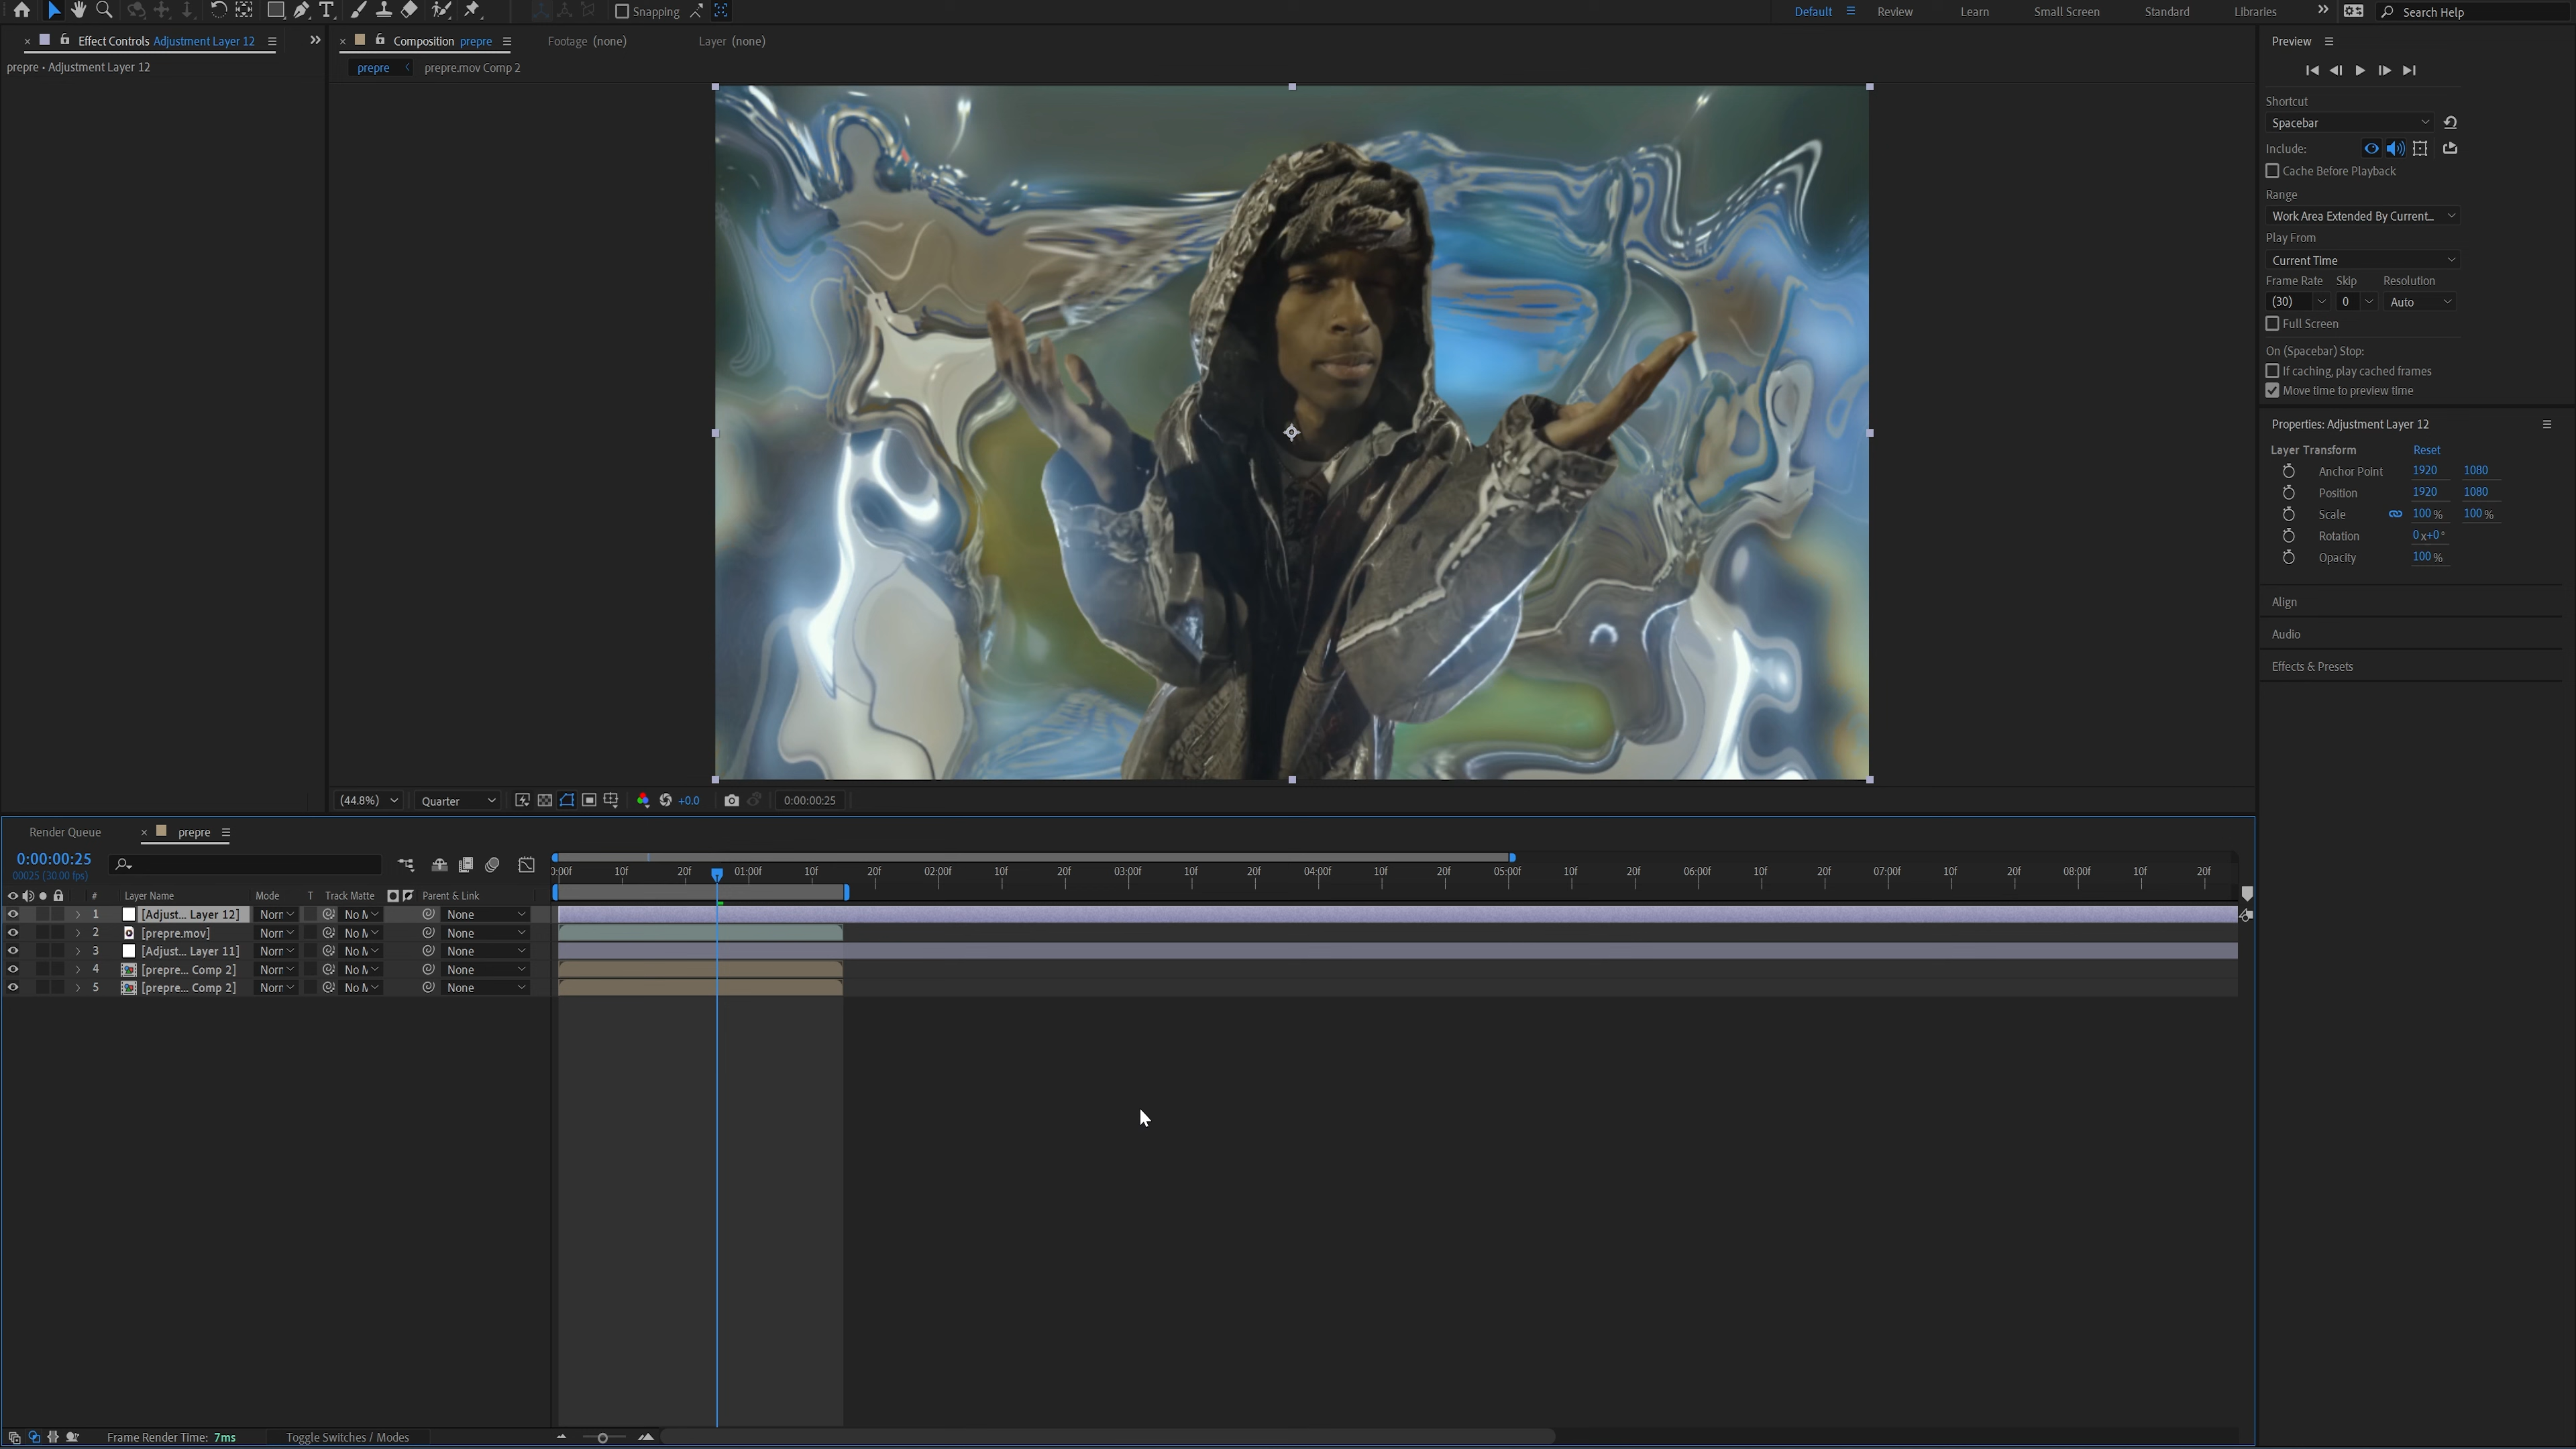 Snapping
Default
Review
Learn
Small Screen
Standard
Libraries
Search Help
Effect Controls Adjustment Layer 12
Composition prepre
Footage (none)
Layer (none)
Preview
prepre • Adjustment Layer 12
prepre
prepre.mov Comp 2
Shortcut
Spacebar
Include:
Cache Before Playback
Range
Work Area Extended By Current...
Play From
Current Time
Frame Rate Skip Resolution
(30) 0 Auto
Full Screen
On (Spacebar) Stop:
If caching, play cached frames
Move time to preview time
Properties: Adjustment Layer 12
Layer Transform Reset
Anchor Point 1920 1080
Position 1920 1080
Scale 100 % 100 %
Rotation 0x+0°
Opacity 100 %
Align
Audio
Effects & Presets
(44.8%) Quarter +0.0 0:00:00:25
Render Queue
prepre
0:00:00:25
00025 (30.00 fps)
0:00f 10f 20f 01:00f 10f 20f 02:00f 10f 20f 03:00f 10f 20f 04:00f 10f 20f 05:00f 10f 20f 06:00f 10f 20f 07:00f 10f 20f 08:00f 10f 20f
# Layer Name Mode T Track Matte Parent & Link
1 [Adjust... Layer 12] Norr No M None
2 [prepre.mov] Norr No M None
3 [Adjust... Layer 11] Norr No M None
4 [prepre... Comp 2] Norr No M None
5 [prepre... Comp 2] Norr No M None
Frame Render Time: 7ms
Toggle Switches / Modes